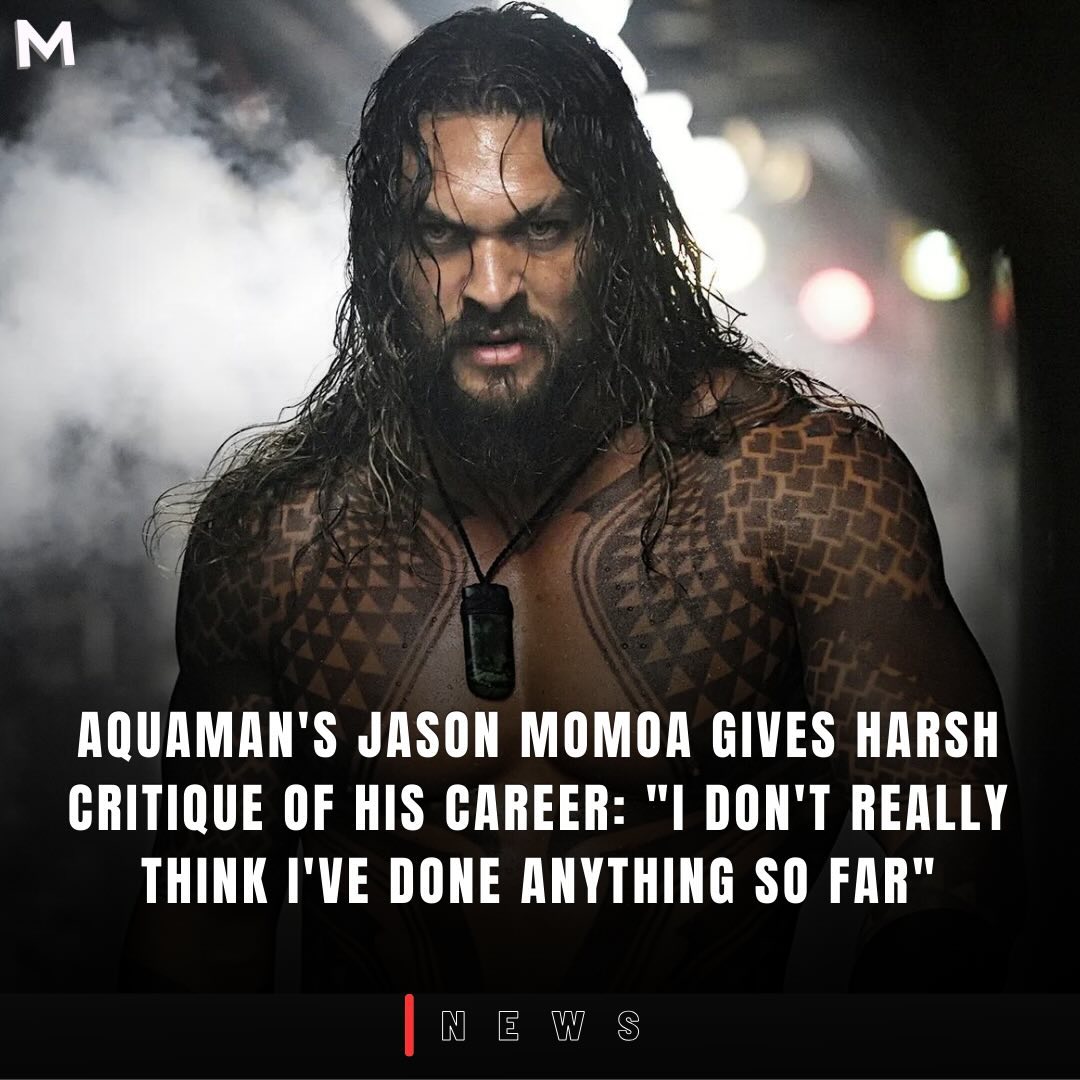 M
AQUAMAN'S JASON MOMOA GIVES HARSH
CRITIQUE OF HIS CAREER: "I DON'T REALLY
THINK I'VE DONE ANYTHING SO FAR"
NEWS